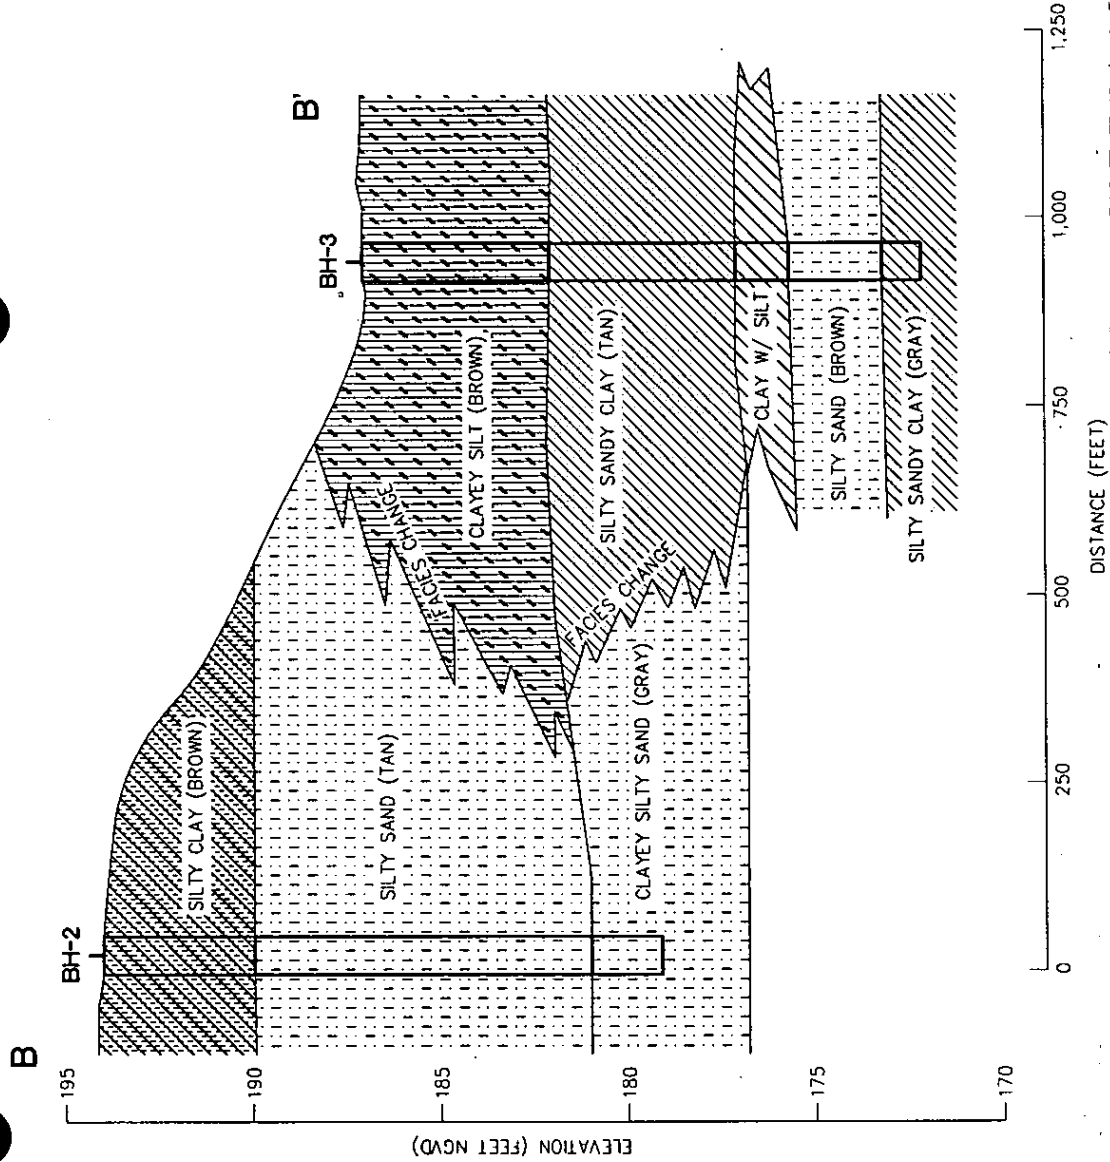 B
B'
BH-2
BH-3
SILTY CLAY (BROWN)
SILTY SAND (TAN)
CLAYEY SILTY SAND (GRAY)
FACIES CHANGE
CLAYEY SILT (BROWN)
FACIES CHANGE
SILTY SANDY CLAY (TAN)
CLAY W/ SILT
SILTY SAND (BROWN)
SILTY SANDY CLAY (GRAY)
195
190
185
180
175
170
ELEVATION (FEET NGVD)
0
250
500
750
1,000
1,250
DISTANCE (FEET)